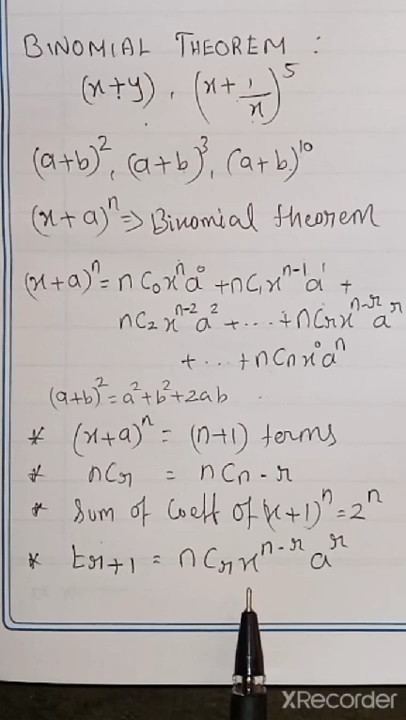 BINOMIAL THEOREM :
(x+y) , (x+1/x)^5
(a+b)^2, (a+b)^3, (a+b)^10
(x+a)^n ⇒ Binomial theorem
(x+a)^n = nC0 x^n a^0 + nC1 x^(n-1) a^1 +
nC2 x^(n-2) a^2 + ... + nCr x^(n-r) a^r
+ ... + nCn x^0 a^n
(a+b)^2 = a^2+b^2+2ab
* (x+a)^n = (n+1) terms
* nCr = nCn-r
* Sum of Coeff of (x+1)^n = 2^n
* tr+1 = nCr x^(n-r) a^r
XRecorder